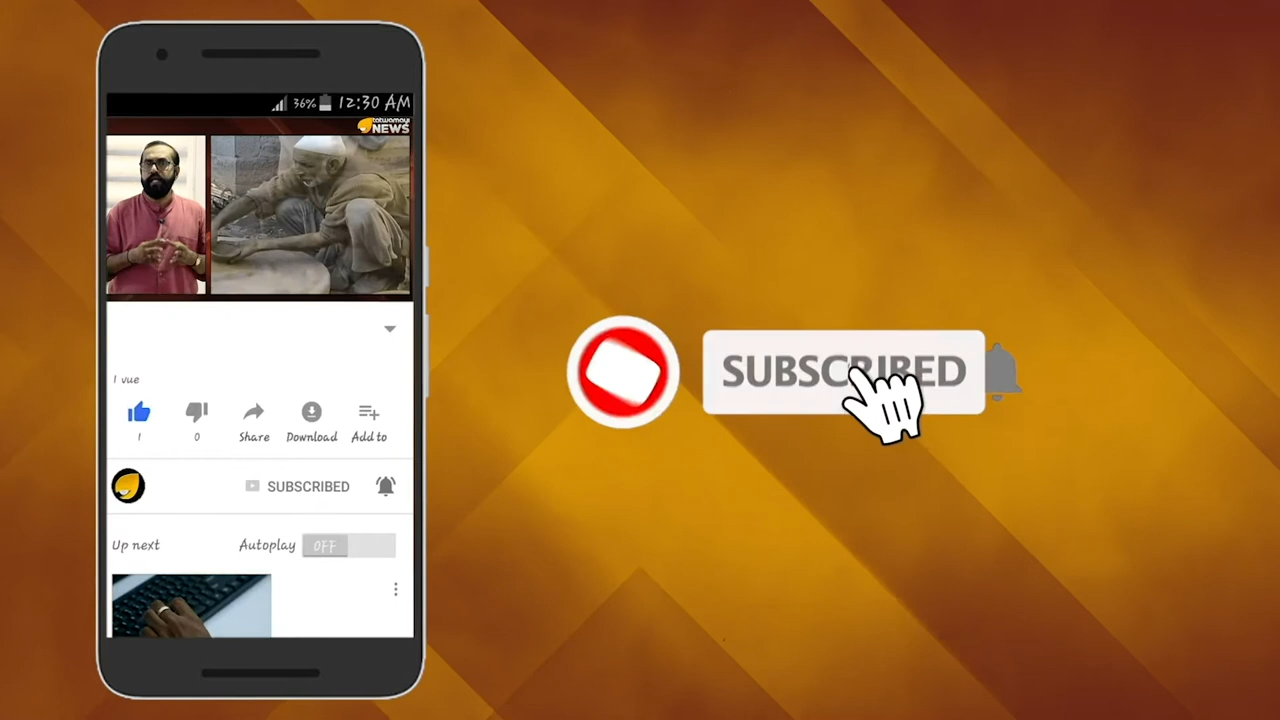 36% 12:30 AM
tatwamayi
NEWS
1 vue
1
0
Share
Download
Add to
SUBSCRIBED
Up next
Autoplay
OFF
SUBSCRIBED